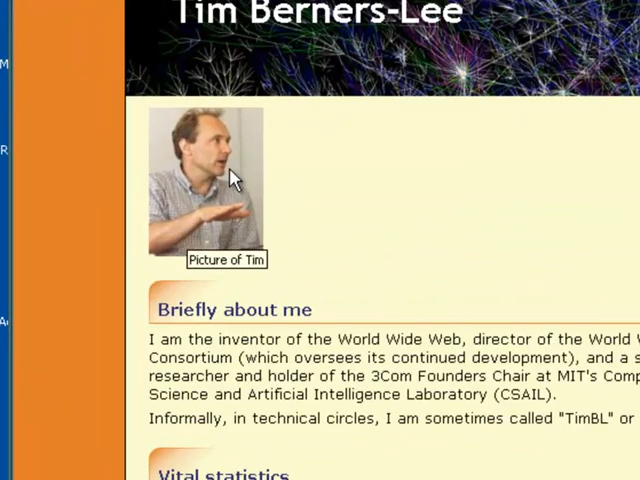 Tim Berners-Lee
M
R
Picture of Tim
Briefly about me
I am the inventor of the World Wide Web, director of the World
Consortium (which oversees its continued development), and a s
researcher and holder of the 3Com Founders Chair at MIT's Comp
Science and Artificial Intelligence Laboratory (CSAIL).
Informally, in technical circles, I am sometimes called "TimBL" or
Vital statistics